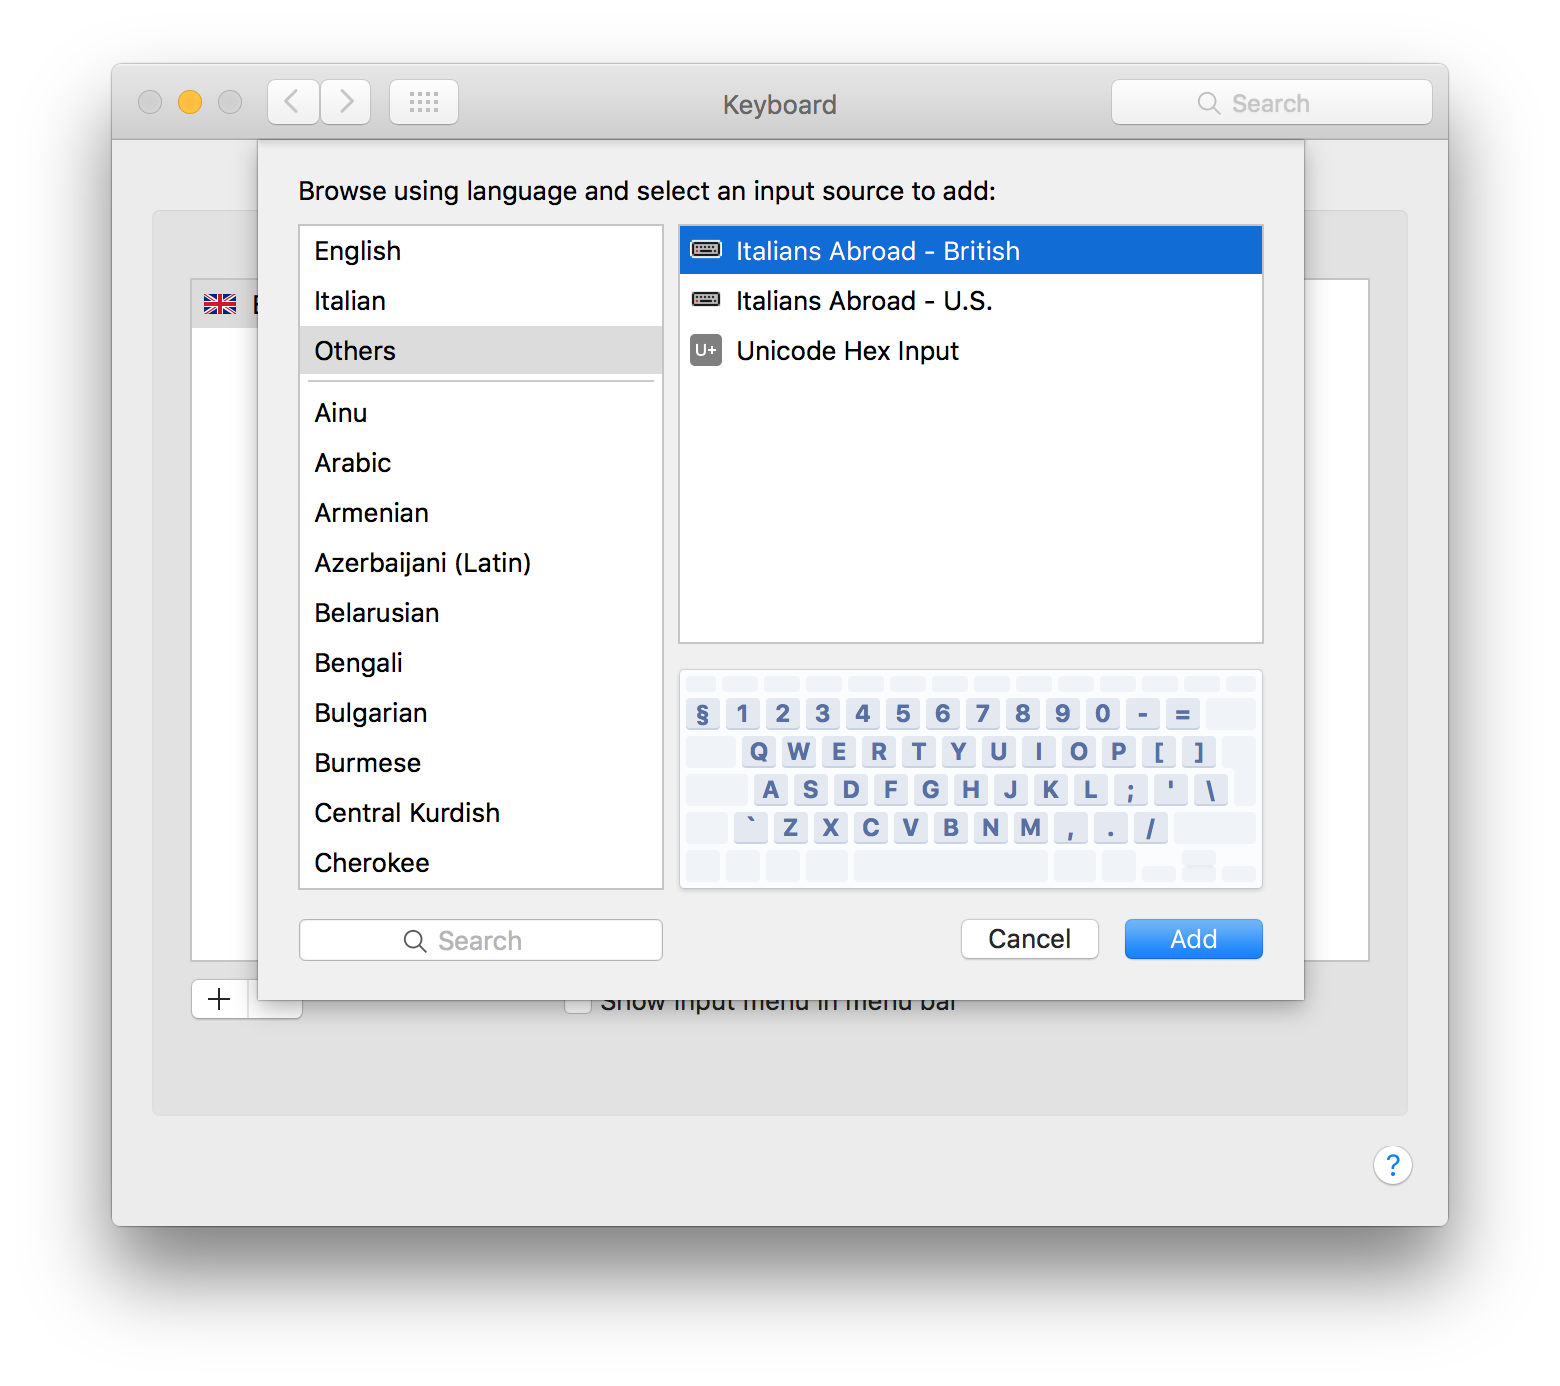 Keyboard
Search
Browse using language and select an input source to add:
English
Italian
Others
Ainu
Arabic
Armenian
Azerbaijani (Latin)
Belarusian
Bengali
Bulgarian
Burmese
Central Kurdish
Cherokee
Search
Italians Abroad - British
Italians Abroad - U.S.
U+ Unicode Hex Input
§ 1 2 3 4 5 6 7 8 9 0 - =
Q W E R T Y U I O P [ ]
A S D F G H J K L ; ' \
` Z X C V B N M , . /
Cancel
Add
+
Show input menu in menu bar
?